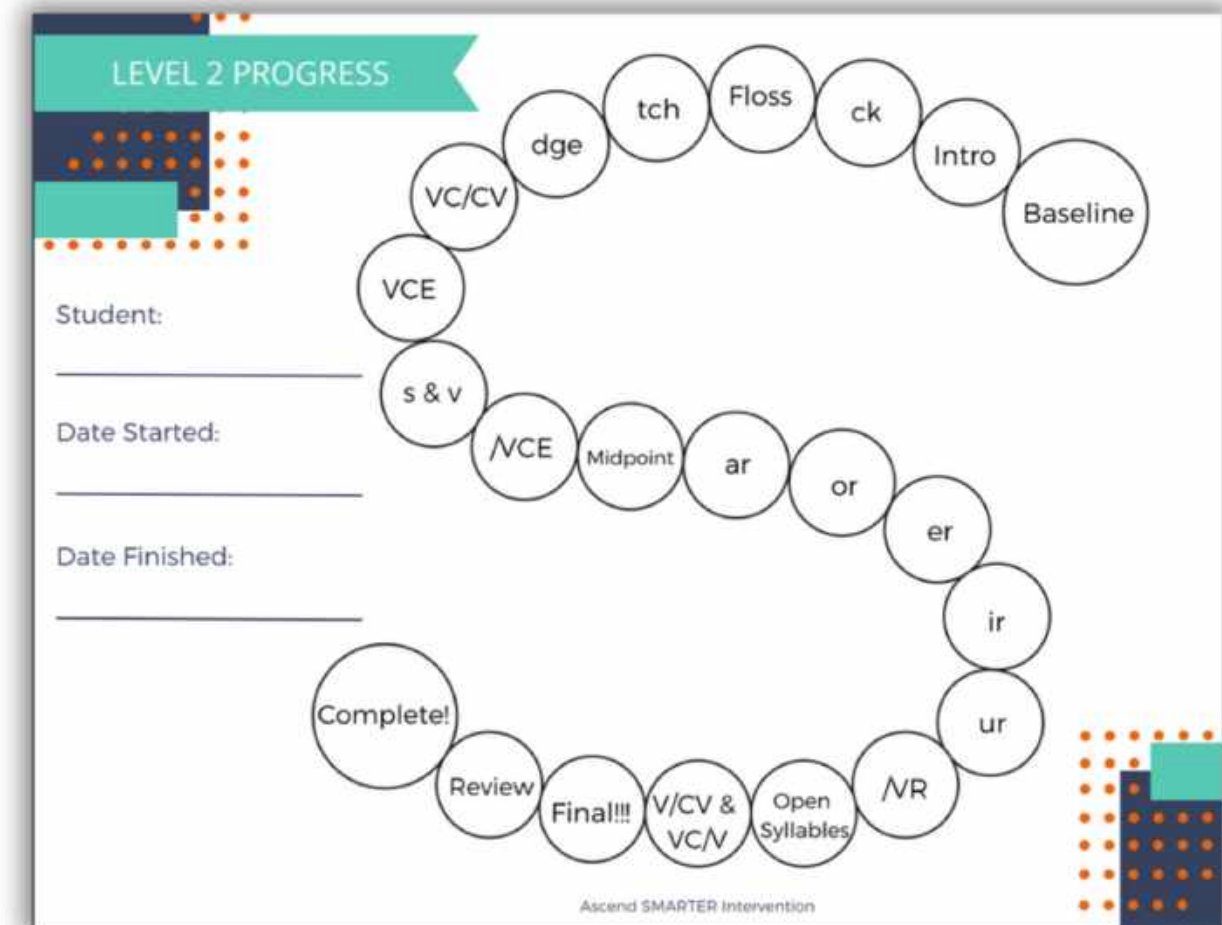 LEVEL 2 PROGRESS
Baseline
Intro
ck
Floss
tch
dge
VC/CV
VCE
s & v
/VCE
Midpoint
ar
or
er
ir
ur
/VR
Open
Syllables
V/CV &
VC/V
Final!!!
Review
Complete!
Student:
Date Started:
Date Finished:
Ascend SMARTER Intervention